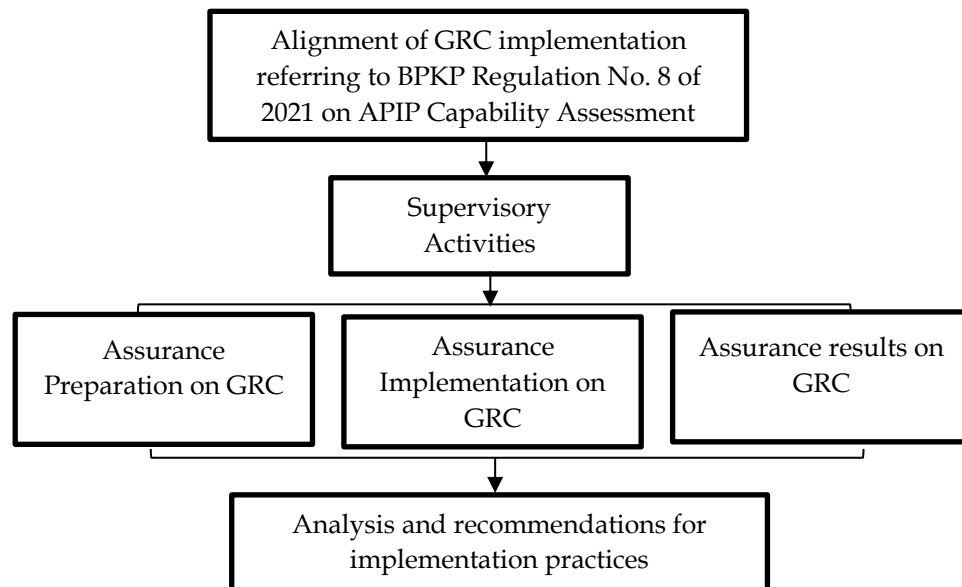 Alignment of GRC implementation
referring to BPKP Regulation No. 8 of
2021 on APIP Capability Assessment
Supervisory
Activities
Assurance
Preparation on GRC
Assurance
Implementation on
GRC
Assurance results on
GRC
Analysis and recommendations for
implementation practices